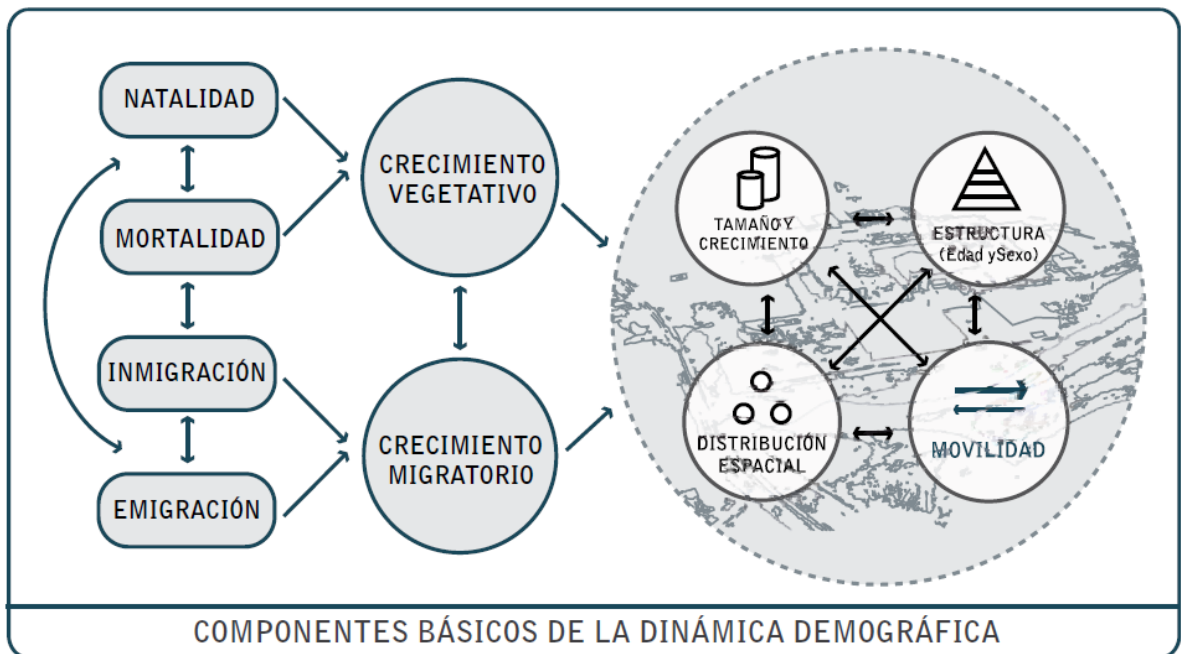 NATALIDAD
MORTALIDAD
INMIGRACIÓN
EMIGRACIÓN
CRECIMIENTO
VEGETATIVO
CRECIMIENTO
MIGRATORIO
TAMAÑO Y
CRECIMIENTO
ESTRUCTURA
(Edad ySexo)
DISTRIBUCIÓN
ESPACIAL
MOVILIDAD
COMPONENTES BÁSICOS DE LA DINÁMICA DEMOGRÁFICA